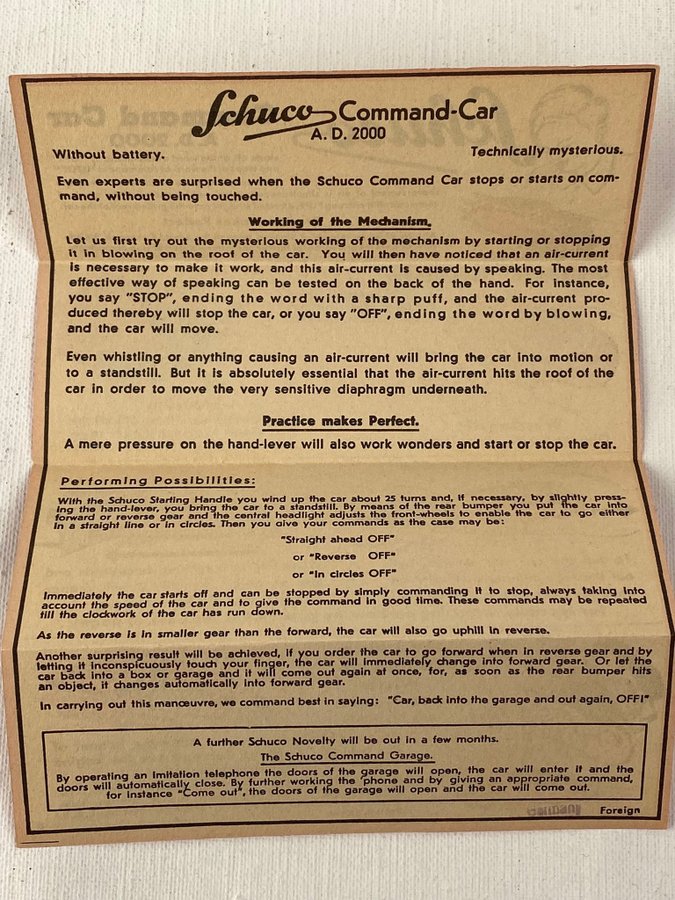 Schuco Command-Car
A. D. 2000
Without battery. Technically mysterious.
Even experts are surprised when the Schuco Command Car stops or starts on com-
mand, without being touched.
Working of the Mechanism.
Let us first try out the mysterious working of the mechanism by starting or stopping
it in blowing on the roof of the car. You will then have noticed that an air-current
is necessary to make it work, and this air-current is caused by speaking. The most
effective way of speaking can be tested on the back of the hand. For instance,
you say "STOP", ending the word with a sharp puff, and the air-current pro-
duced thereby will stop the car, or you say "OFF", ending the word by blowing,
and the car will move.
Even whistling or anything causing an air-current will bring the car into motion or
to a standstill. But it is absolutely essential that the air-current hits the roof of the
car in order to move the very sensitive diaphragm underneath.
Practice makes Perfect.
A mere pressure on the hand-lever will also work wonders and start or stop the car.
Performing Possibilities:
With the Schuco Starting Handle you wind up the car about 25 turns and, if necessary, by slightly press-
ing the hand-lever, you bring the car to a standstill. By means of the rear bumper you put the car into
forward or reverse gear and the central headlight adjusts the front-wheels to enable the car to go either
in a straight line or in circles. Then you give your commands as the case may be:
"Straight ahead OFF"
or "Reverse OFF"
or "In circles OFF"
Immediately the car starts off and can be stopped by simply commanding it to stop, always taking into
account the speed of the car and to give the command in good time. These commands may be repeated
till the clockwork of the car has run down.
As the reverse is in smaller gear than the forward, the car will also go uphill in reverse.
Another surprising result will be achieved, if you order the car to go forward when in reverse gear and by
letting it inconspicuously touch your finger, the car will immediately change into forward gear. Or let the
car back into a box or garage and it will come out again at once, for, as soon as the rear bumper hits
an object, it changes automatically into forward gear.
In carrying out this manœuvre, we command best in saying: "Car, back into the garage and out again, OFF!"
A further Schuco Novelty will be out in a few months.
The Schuco Command Garage.
By operating an imitation telephone the doors of the garage will open, the car will enter it and the
doors will automatically close. By further working the 'phone and by giving an appropriate command,
for instance "Come out", the doors of the garage will open and the car will come out.
Germany Foreign